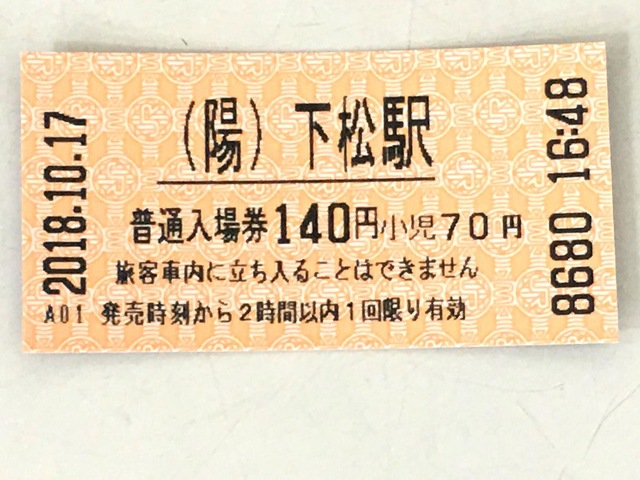 (陽)下松駅
普通入場券140円小児70円
旅客車内に立ち入ることはできません
A01 発売時刻から2時間以内1回限り有効
2018.10.17
8680 16:48